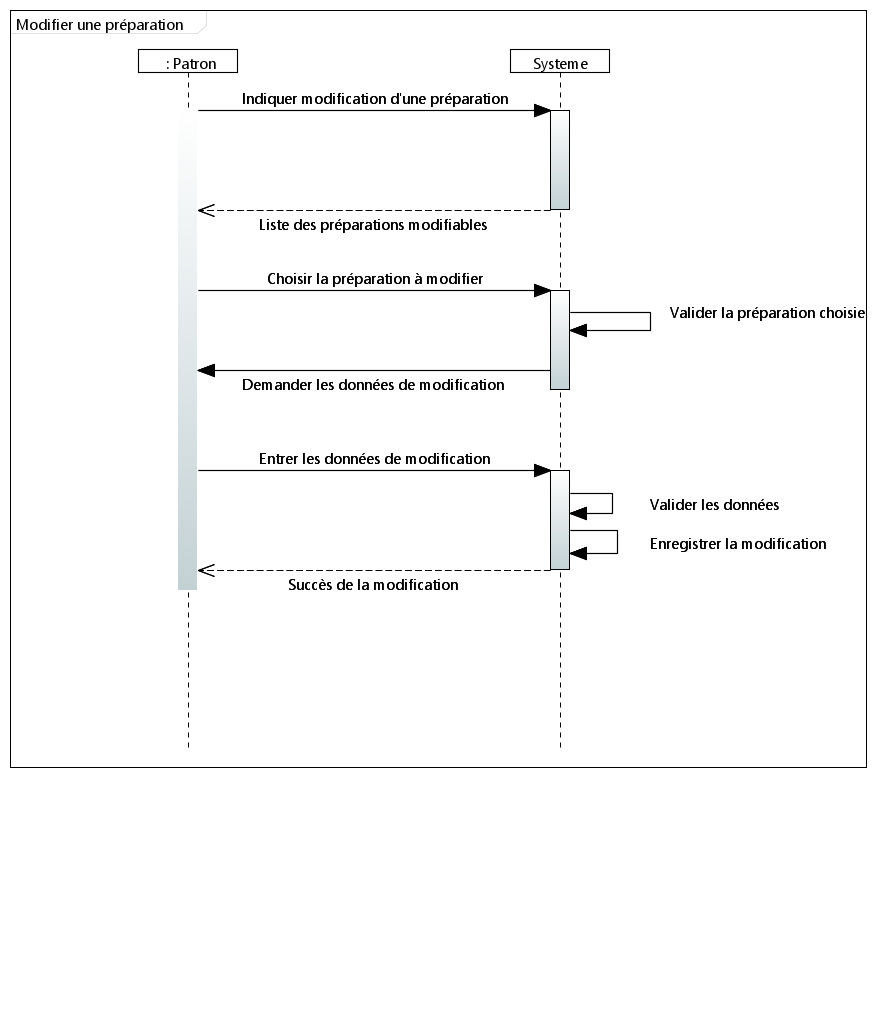 Modifier une préparation
: Patron
Systeme
Indiquer modification d'une préparation
Liste des préparations modifiables
Choisir la préparation à modifier
Valider la préparation choisie
Demander les données de modification
Entrer les données de modification
Valider les données
Enregistrer la modification
Succès de la modification